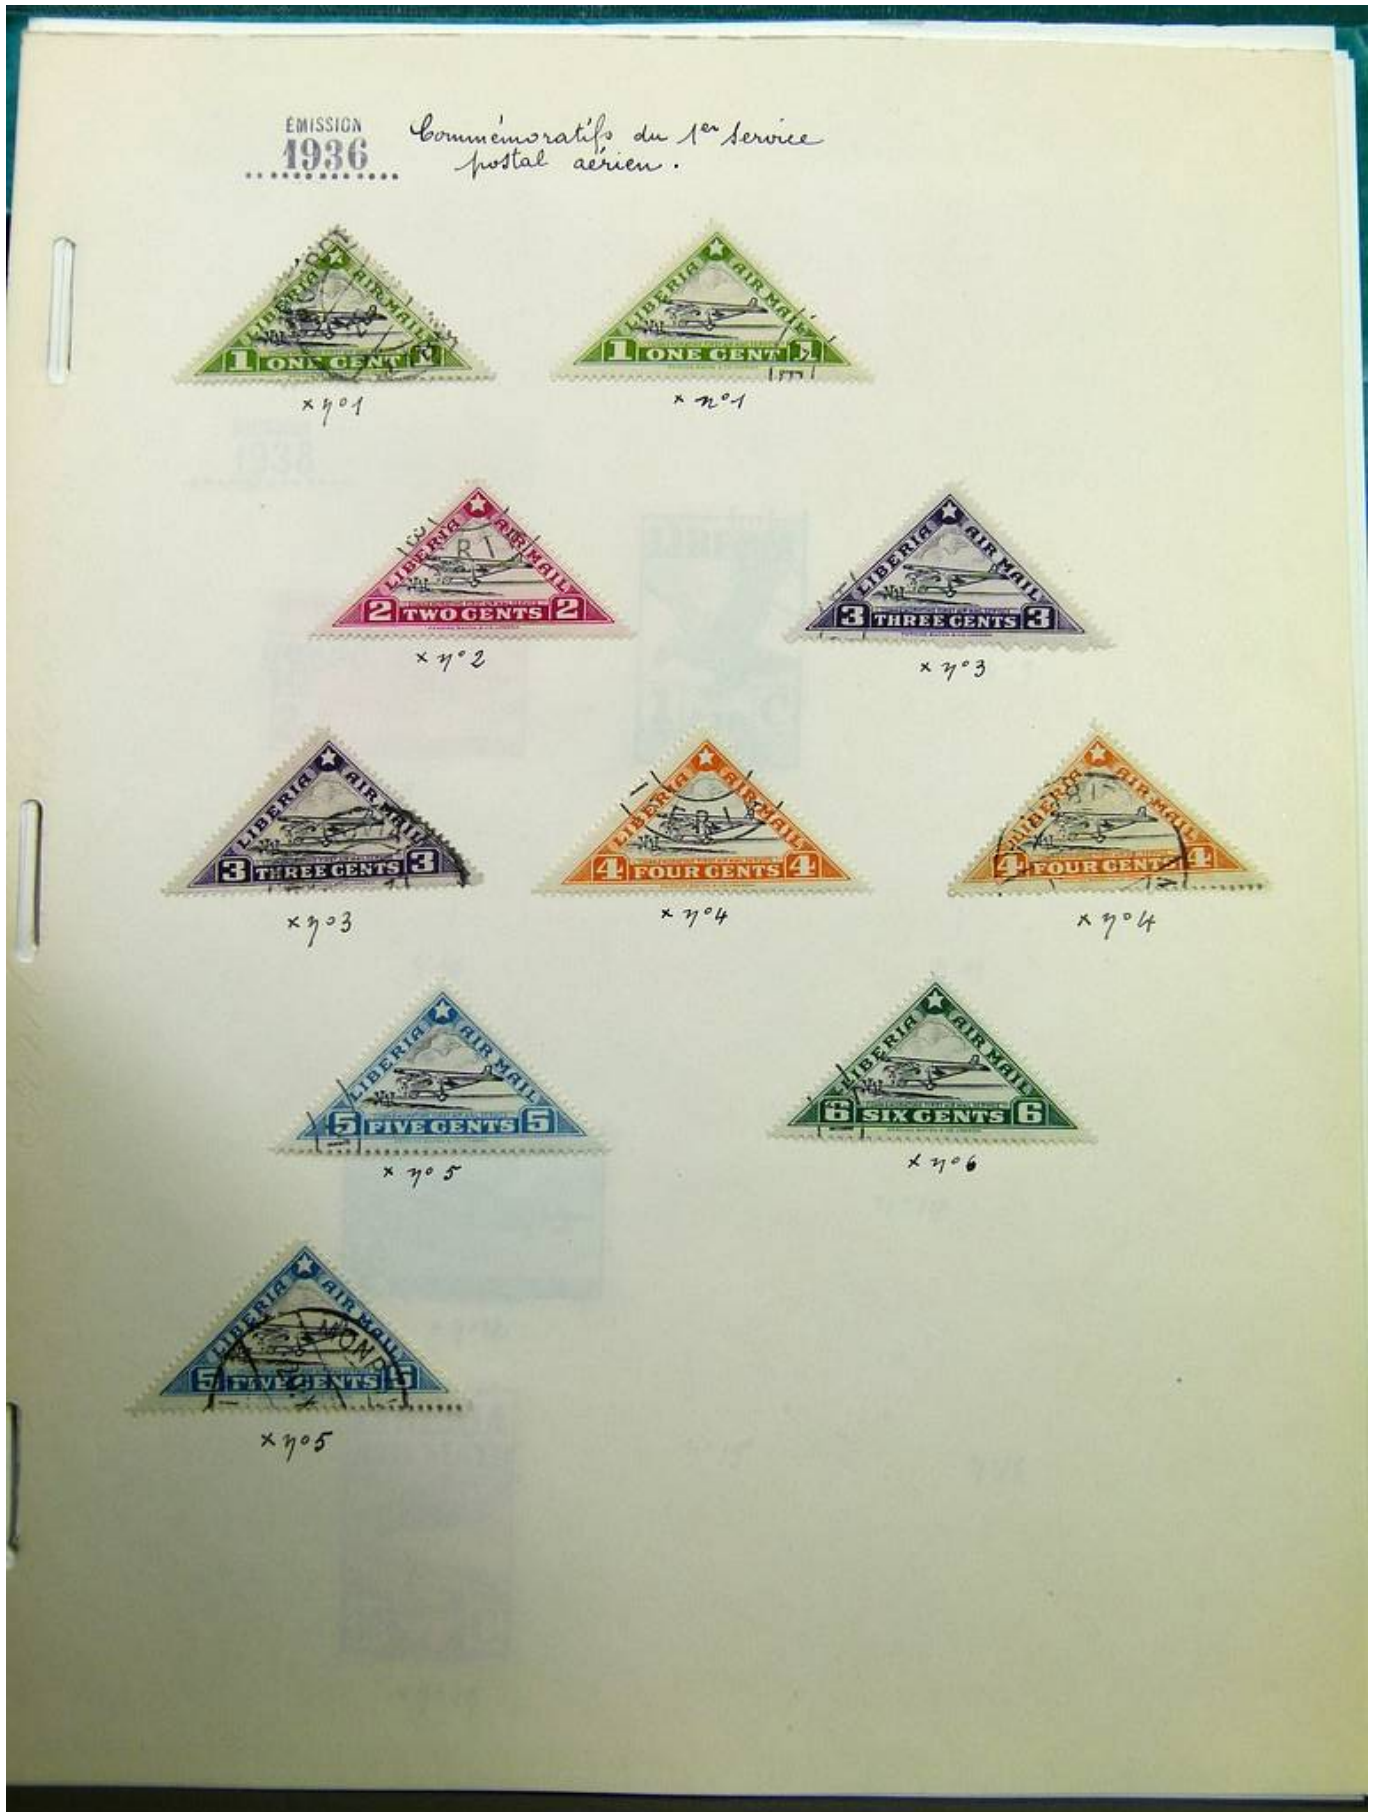 ÉMISSION
1936
Commémoratifs du 1er Service
postal aérien.
LIBERIA AIR MAIL
1 ONE CENT 1
x n°1
LIBERIA AIR MAIL
1 ONE CENT 1
x n°1
LIBERIA AIR MAIL
2 TWO CENTS 2
x n°2
LIBERIA AIR MAIL
3 THREE CENTS 3
x n°3
LIBERIA AIR MAIL
3 THREE CENTS 3
x n°3
LIBERIA AIR MAIL
4 FOUR CENTS 4
x n°4
LIBERIA AIR MAIL
4 FOUR CENTS 4
x n°4
LIBERIA AIR MAIL
5 FIVE CENTS 5
x n°5
LIBERIA AIR MAIL
6 SIX CENTS 6
x n°6
LIBERIA AIR MAIL
MONR
5 FIVE CENTS 5
x n°5
1938